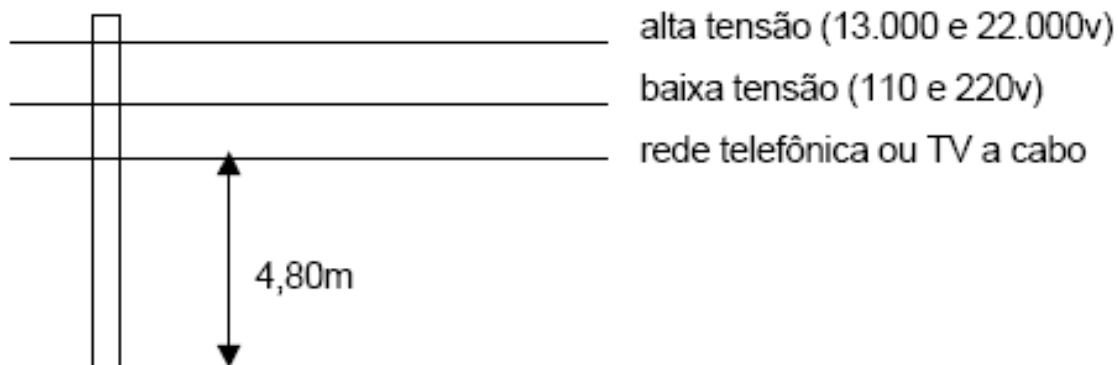 alta tensão (13.000 e 22.000v)
baixa tensão (110 e 220v)
rede telefônica ou TV a cabo
4,80m